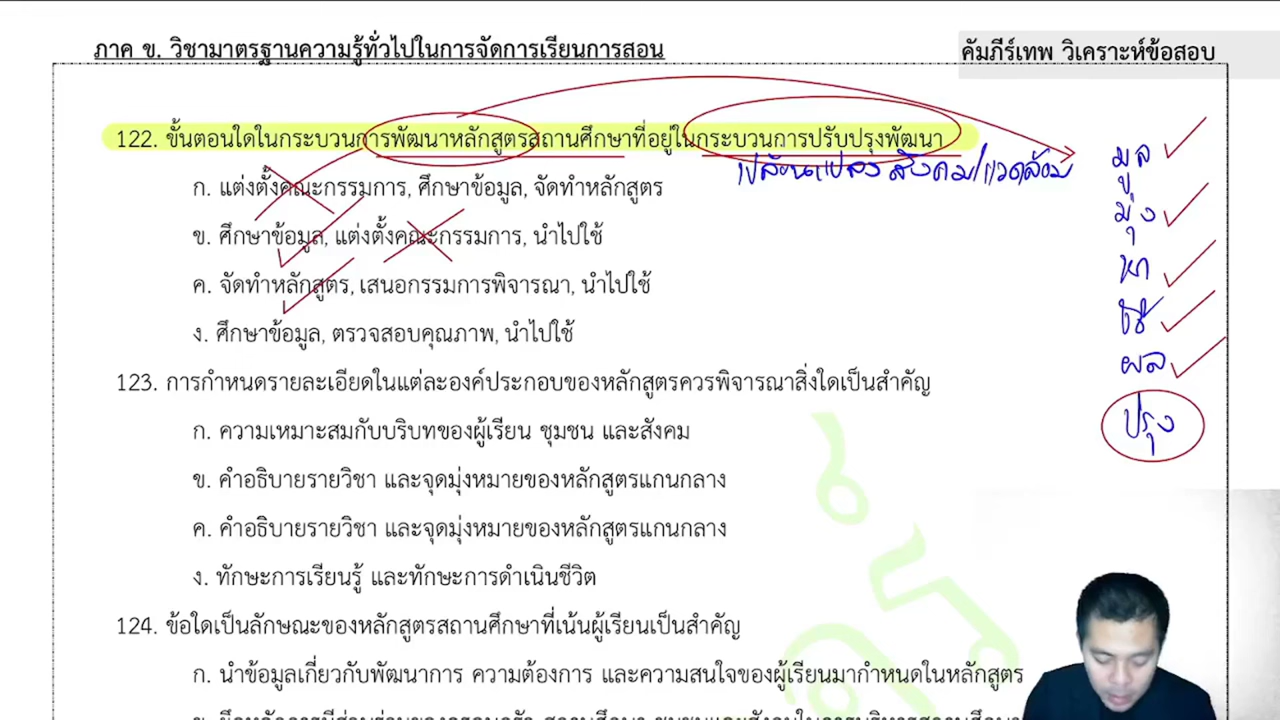 ภาค ข. วิชามาตรฐานความรู้ทั่วไปในการจัดการเรียนการสอน
คัมภีร์เทพ วิเคราะห์ข้อสอบ
122. ขั้นตอนใดในกระบวนการพัฒนาหลักสูตรสถานศึกษาที่อยู่ในกระบวนการปรับปรุงพัฒนา
เปลี่ยนแปลง สังคม/แวดล้อม
ก. แต่งตั้งคณะกรรมการ, ศึกษาข้อมูล, จัดทำหลักสูตร
ข. ศึกษาข้อมูล, แต่งตั้งคณะกรรมการ, นำไปใช้
ค. จัดทำหลักสูตร, เสนอกรรมการพิจารณา, นำไปใช้
ง. ศึกษาข้อมูล, ตรวจสอบคุณภาพ, นำไปใช้
มูล
มุ่ง
หา
ใช้
ผล
ปรุง
123. การกำหนดรายละเอียดในแต่ละองค์ประกอบของหลักสูตรควรพิจารณาสิ่งใดเป็นสำคัญ
ก. ความเหมาะสมกับบริบทของผู้เรียน ชุมชน และสังคม
ข. คำอธิบายรายวิชา และจุดมุ่งหมายของหลักสูตรแกนกลาง
ค. คำอธิบายรายวิชา และจุดมุ่งหมายของหลักสูตรแกนกลาง
ง. ทักษะการเรียนรู้ และทักษะการดำเนินชีวิต
124. ข้อใดเป็นลักษณะของหลักสูตรสถานศึกษาที่เน้นผู้เรียนเป็นสำคัญ
ก. นำข้อมูลเกี่ยวกับพัฒนาการ ความต้องการ และความสนใจของผู้เรียนมากำหนดในหลักสูตร